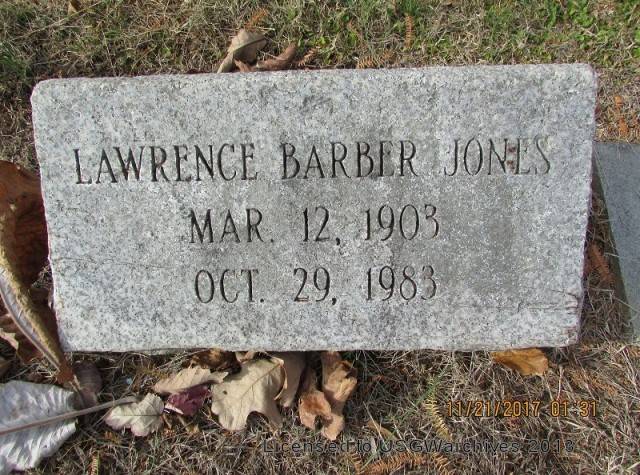 LAWRENCE BARBER JONES
MAR. 12, 1903
OCT. 29, 1983
11/21/2017 01:31
Licensed to USGWarchives 2018